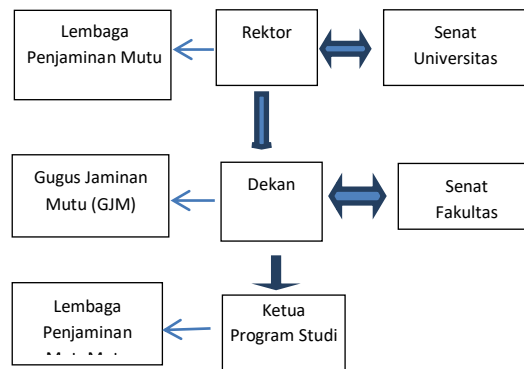 Lembaga
Penjaminan Mutu
Rektor
Senat
Universitas
Gugus Jaminan
Mutu (GJM)
Dekan
Senat
Fakultas
Lembaga
Penjaminan
Ketua
Program Studi